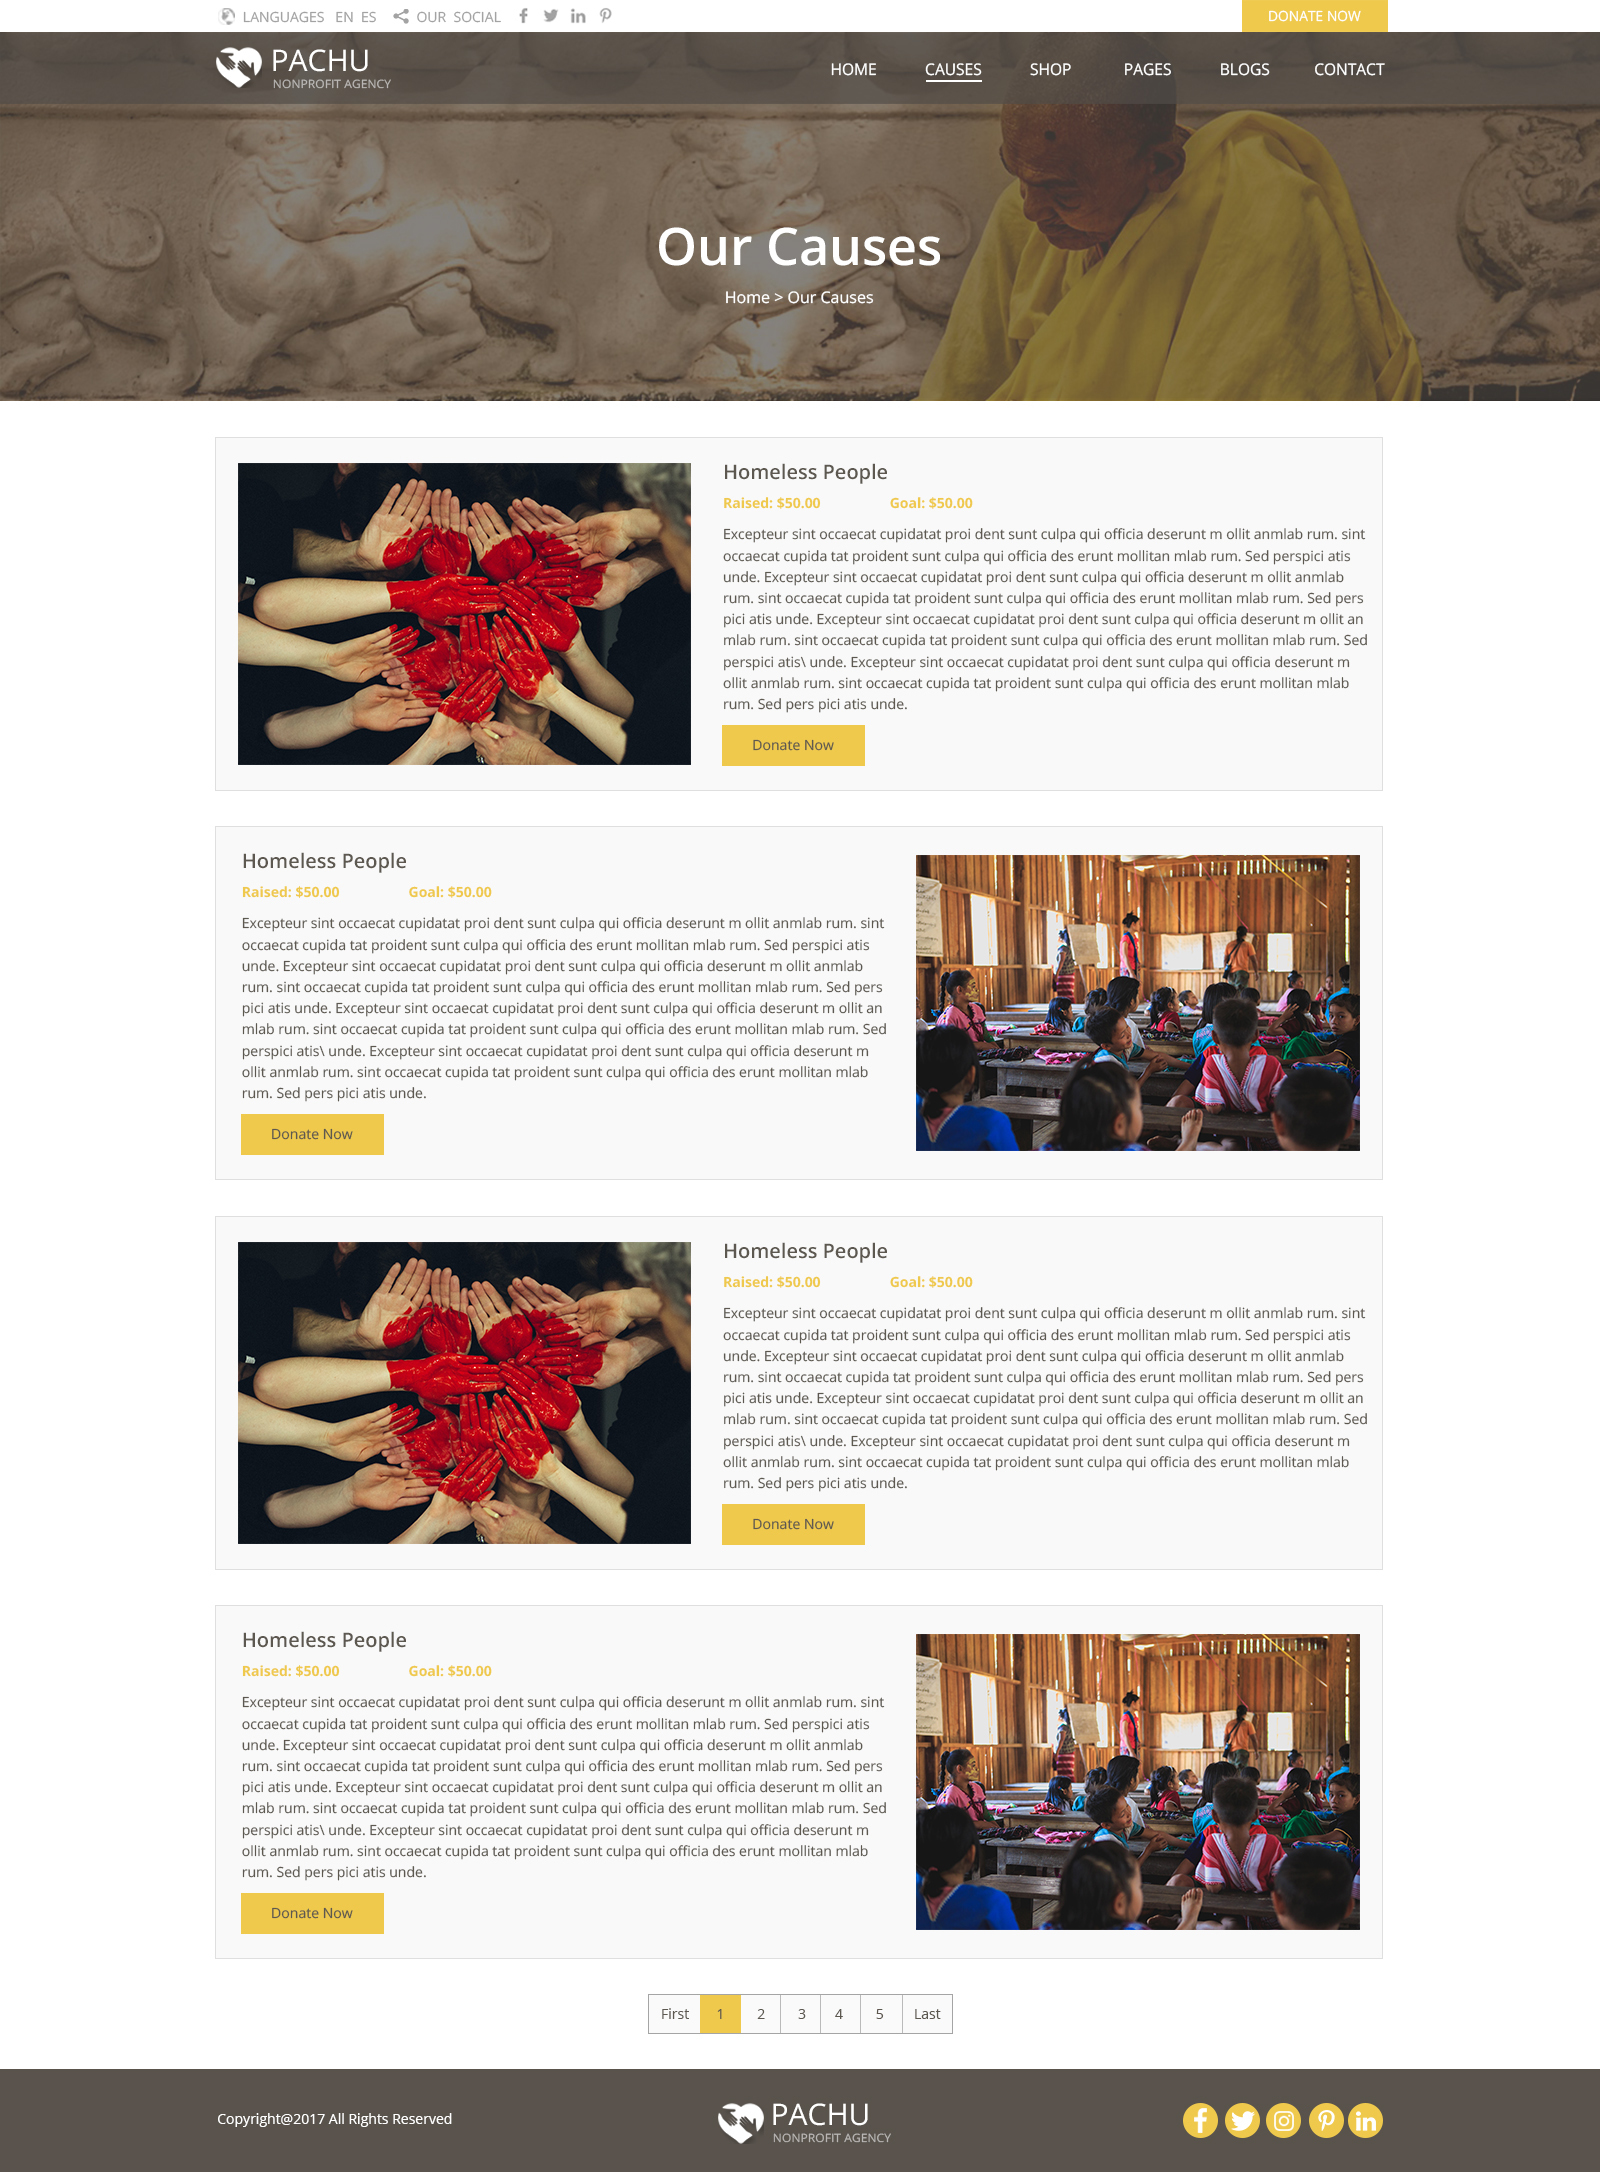 LANGUAGES EN ES OUR SOCIAL
DONATE NOW
PACHU
NONPROFIT AGENCY
HOME CAUSES SHOP PAGES BLOGS CONTACT
Our Causes
Home > Our Causes
Homeless People
Raised: $50.00 Goal: $50.00
Excepteur sint occaecat cupidatat proi dent sunt culpa qui officia deserunt m ollit anmlab rum. sint
occaecat cupida tat proident sunt culpa qui officia des erunt mollitan mlab rum. Sed perspici atis
unde. Excepteur sint occaecat cupidatat proi dent sunt culpa qui officia deserunt m ollit anmlab
rum. sint occaecat cupida tat proident sunt culpa qui officia des erunt mollitan mlab rum. Sed pers
pici atis unde. Excepteur sint occaecat cupidatat proi dent sunt culpa qui officia deserunt m ollit an
mlab rum. sint occaecat cupida tat proident sunt culpa qui officia des erunt mollitan mlab rum. Sed
perspici atis\ unde. Excepteur sint occaecat cupidatat proi dent sunt culpa qui officia deserunt m
ollit anmlab rum. sint occaecat cupida tat proident sunt culpa qui officia des erunt mollitan mlab
rum. Sed pers pici atis unde.
Donate Now
Homeless People
Raised: $50.00 Goal: $50.00
Excepteur sint occaecat cupidatat proi dent sunt culpa qui officia deserunt m ollit anmlab rum. sint
occaecat cupida tat proident sunt culpa qui officia des erunt mollitan mlab rum. Sed perspici atis
unde. Excepteur sint occaecat cupidatat proi dent sunt culpa qui officia deserunt m ollit anmlab
rum. sint occaecat cupida tat proident sunt culpa qui officia des erunt mollitan mlab rum. Sed pers
pici atis unde. Excepteur sint occaecat cupidatat proi dent sunt culpa qui officia deserunt m ollit an
mlab rum. sint occaecat cupida tat proident sunt culpa qui officia des erunt mollitan mlab rum. Sed
perspici atis\ unde. Excepteur sint occaecat cupidatat proi dent sunt culpa qui officia deserunt m
ollit anmlab rum. sint occaecat cupida tat proident sunt culpa qui officia des erunt mollitan mlab
rum. Sed pers pici atis unde.
Donate Now
Homeless People
Raised: $50.00 Goal: $50.00
Excepteur sint occaecat cupidatat proi dent sunt culpa qui officia deserunt m ollit anmlab rum. sint
occaecat cupida tat proident sunt culpa qui officia des erunt mollitan mlab rum. Sed perspici atis
unde. Excepteur sint occaecat cupidatat proi dent sunt culpa qui officia deserunt m ollit anmlab
rum. sint occaecat cupida tat proident sunt culpa qui officia des erunt mollitan mlab rum. Sed pers
pici atis unde. Excepteur sint occaecat cupidatat proi dent sunt culpa qui officia deserunt m ollit an
mlab rum. sint occaecat cupida tat proident sunt culpa qui officia des erunt mollitan mlab rum. Sed
perspici atis\ unde. Excepteur sint occaecat cupidatat proi dent sunt culpa qui officia deserunt m
ollit anmlab rum. sint occaecat cupida tat proident sunt culpa qui officia des erunt mollitan mlab
rum. Sed pers pici atis unde.
Donate Now
Homeless People
Raised: $50.00 Goal: $50.00
Excepteur sint occaecat cupidatat proi dent sunt culpa qui officia deserunt m ollit anmlab rum. sint
occaecat cupida tat proident sunt culpa qui officia des erunt mollitan mlab rum. Sed perspici atis
unde. Excepteur sint occaecat cupidatat proi dent sunt culpa qui officia deserunt m ollit anmlab
rum. sint occaecat cupida tat proident sunt culpa qui officia des erunt mollitan mlab rum. Sed pers
pici atis unde. Excepteur sint occaecat cupidatat proi dent sunt culpa qui officia deserunt m ollit an
mlab rum. sint occaecat cupida tat proident sunt culpa qui officia des erunt mollitan mlab rum. Sed
perspici atis\ unde. Excepteur sint occaecat cupidatat proi dent sunt culpa qui officia deserunt m
ollit anmlab rum. sint occaecat cupida tat proident sunt culpa qui officia des erunt mollitan mlab
rum. Sed pers pici atis unde.
Donate Now
First 1 2 3 4 5 Last
Copyright@2017 All Rights Reserved
PACHU
NONPROFIT AGENCY